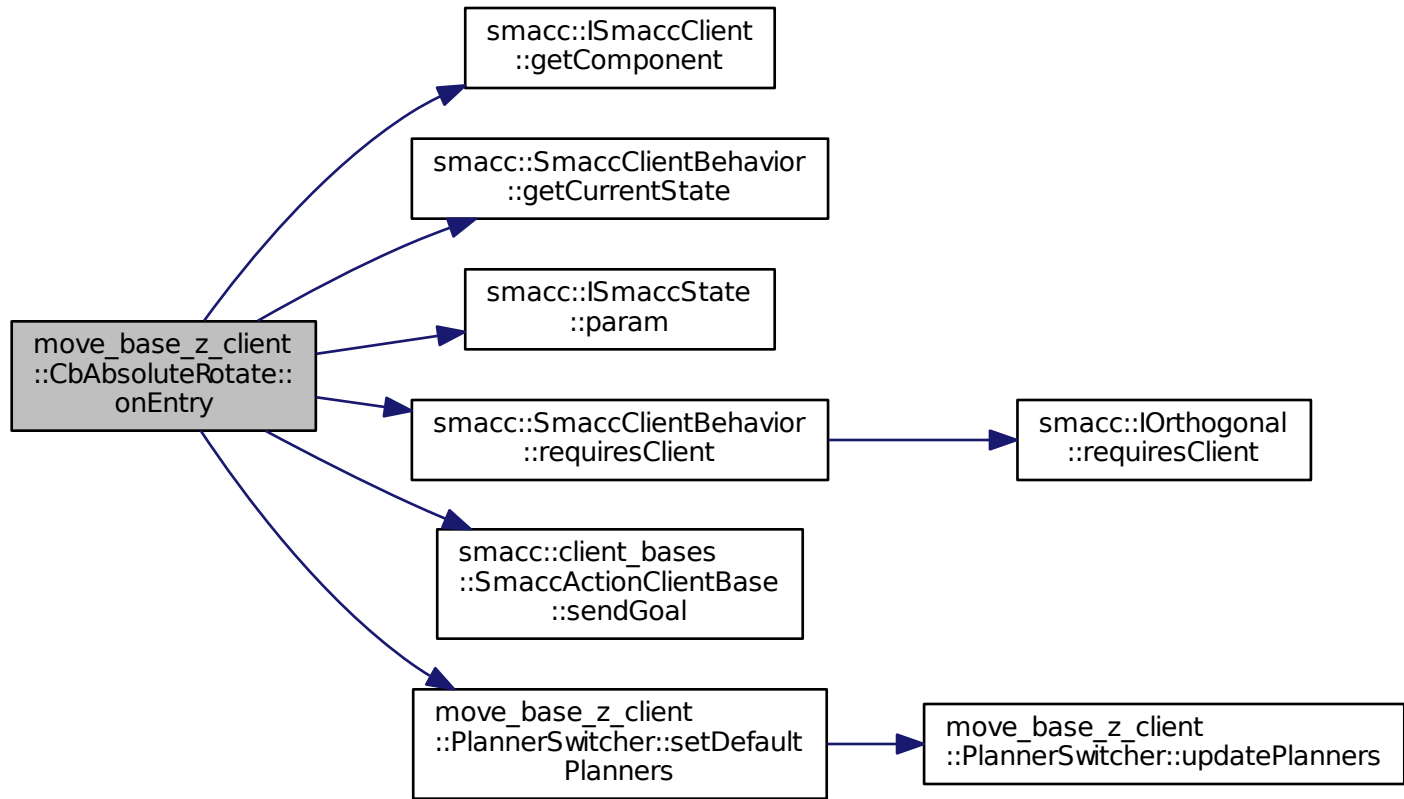 smacc::ISmaccClient
::getComponent
smacc::SmaccClientBehavior
::getCurrentState
smacc::ISmaccState
::param
move_base_z_client
::CbAbsoluteRotate::
onEntry
smacc::SmaccClientBehavior
::requiresClient
smacc::IOrthogonal
::requiresClient
smacc::client_bases
::SmaccActionClientBase
::sendGoal
move_base_z_client
::PlannerSwitcher::setDefault
Planners
move_base_z_client
::PlannerSwitcher::updatePlanners